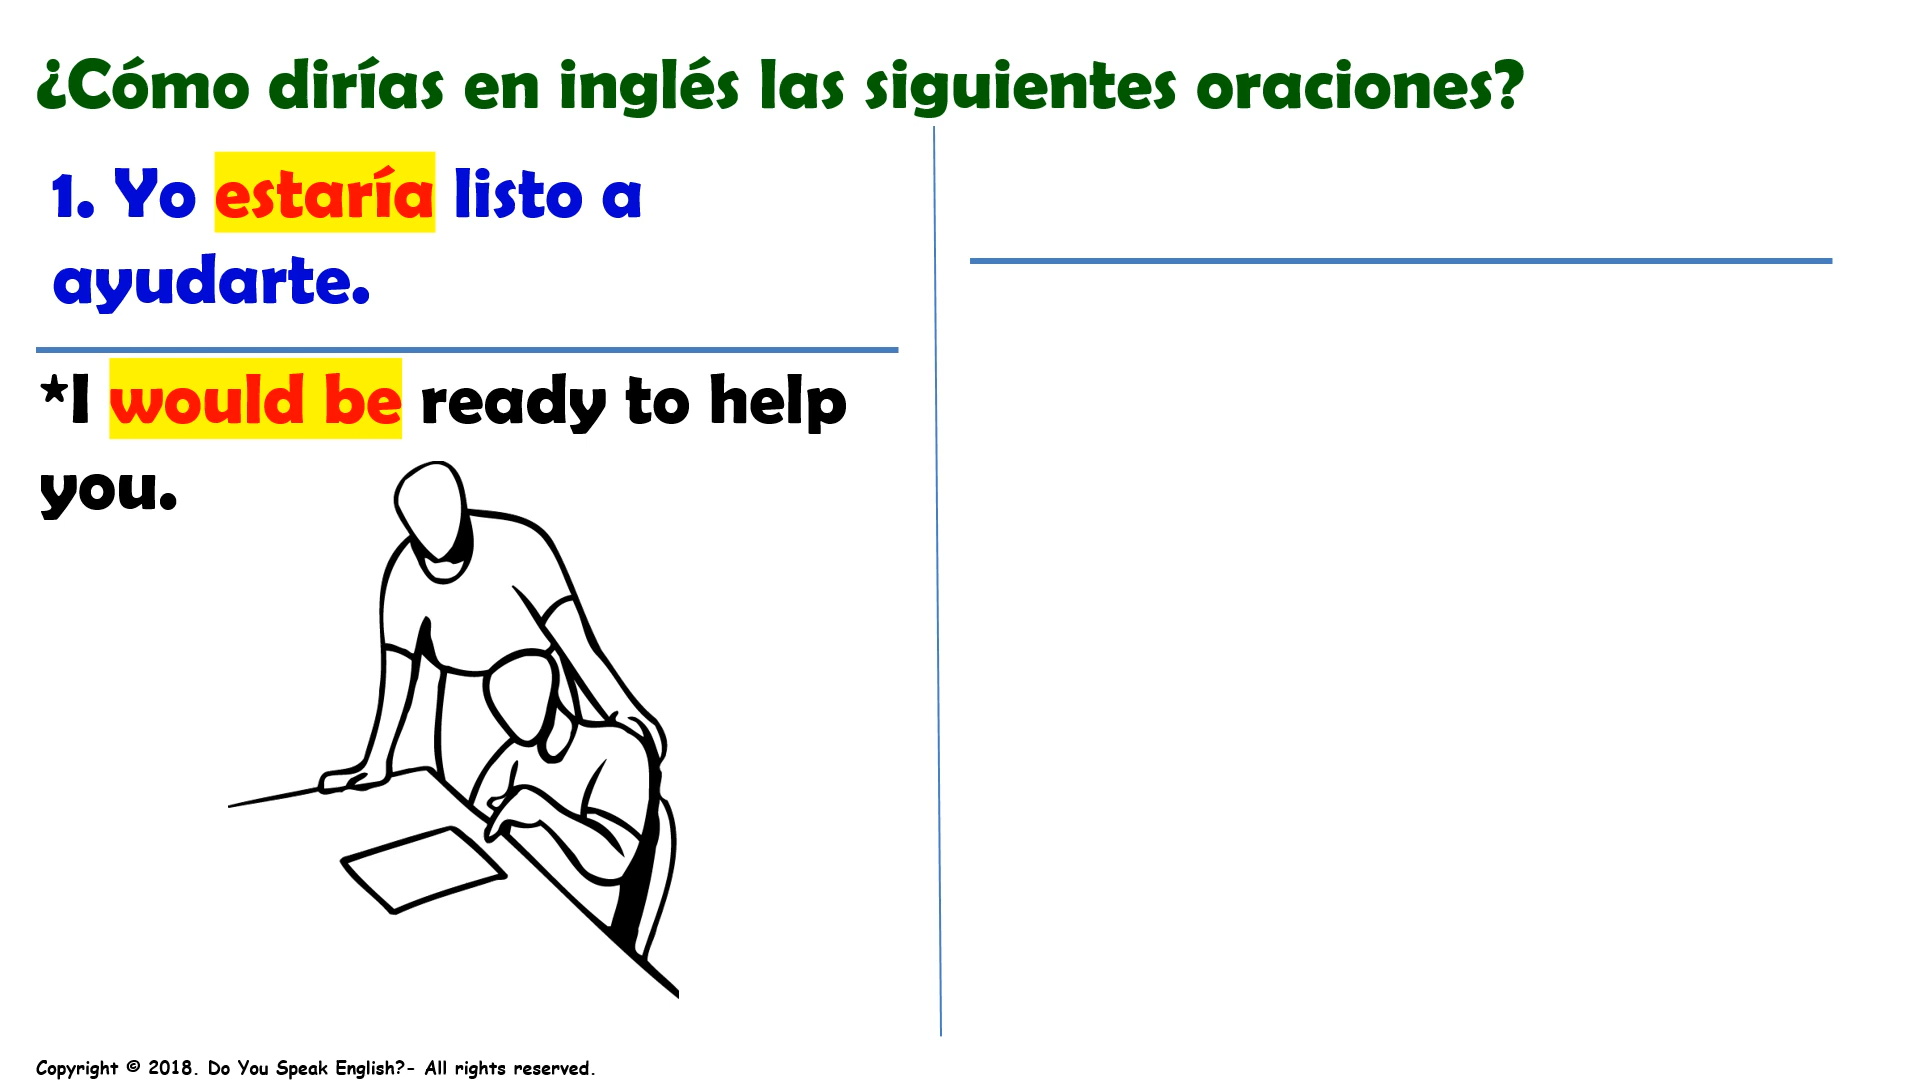 ¿Cómo dirías en inglés las siguientes oraciones?
1. Yo estaría listo a
ayudarte.
*I would be ready to help
you.
Copyright © 2018. Do You Speak English?- All rights reserved.